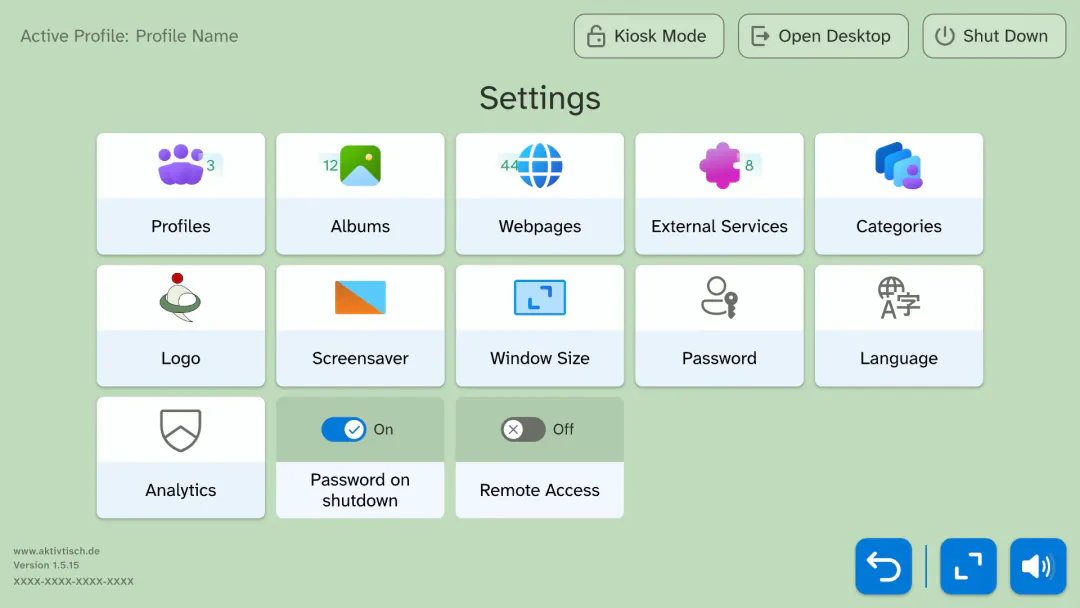 Active Profile: Profile Name
Kiosk Mode
Open Desktop
Shut Down
Settings
3
12
44
8
Profiles
Albums
Webpages
External Services
Categories
A字
Logo
Screensaver
Window Size
Password
Language
On
Off
Analytics
Password on
shutdown
Remote Access
www.aktivtisch.de
Version 1.5.15
XXXX-XXXX-XXXX-XXXX